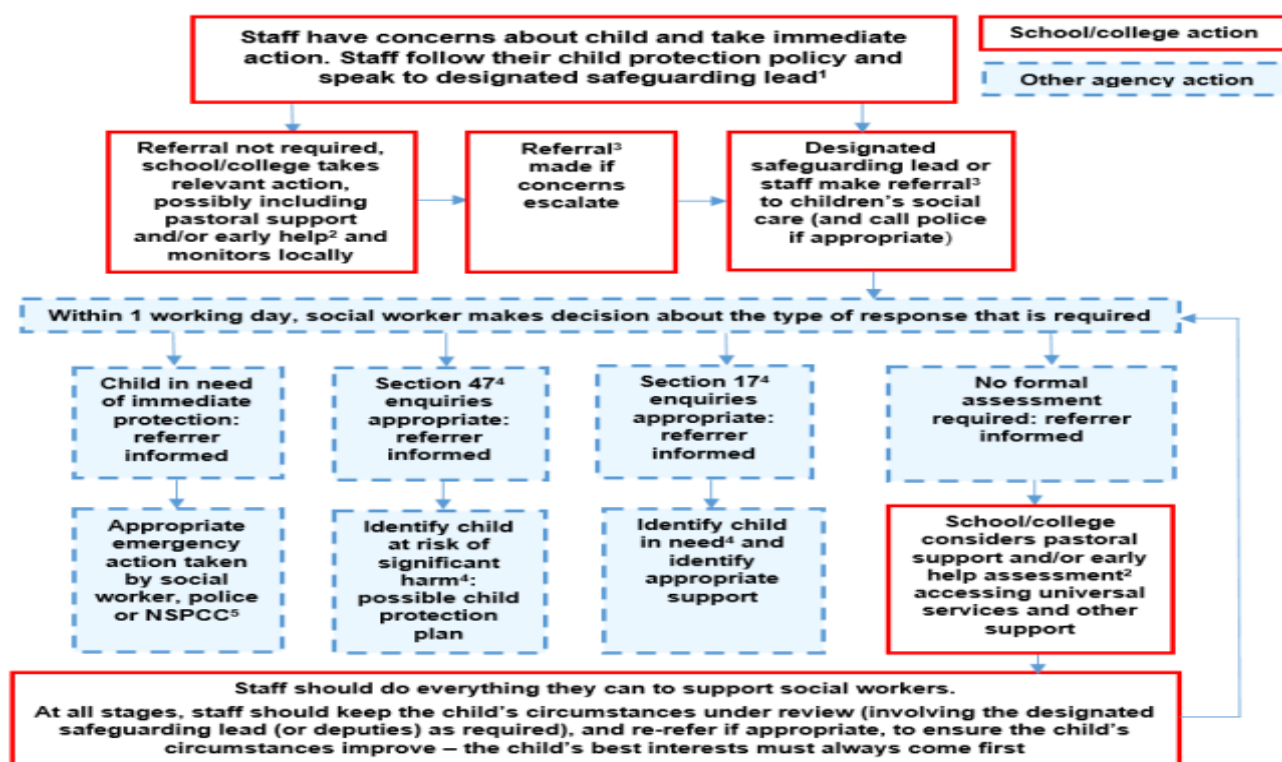 Staff have concerns about child and take immediate
action. Staff follow their child protection policy and
speak to designated safeguarding lead¹
School/college action
Other agency action
Referral not required,
school/college takes
relevant action,
possibly including
pastoral support
and/or early help² and
monitors locally
Referral³
made if
concerns
escalate
Designated
safeguarding lead or
staff make referral³
to children's social
care (and call police
if appropriate)
Within 1 working day, social worker makes decision about the type of response that is required
Child in need
of immediate
protection:
referrer
informed
Section 47⁴
enquiries
appropriate:
referrer
informed
Section 17⁴
enquiries
appropriate:
referrer
informed
No formal
assessment
required: referrer
informed
Appropriate
emergency
action taken
by social
worker, police
or NSPCC⁵
Identify child
at risk of
significant
harm⁴:
possible child
protection
plan
Identify child
in need⁴ and
identify
appropriate
support
School/college
considers pastoral
support and/or early
help assessment²
accessing universal
services and other
support
Staff should do everything they can to support social workers.
At all stages, staff should keep the child's circumstances under review (involving the designated
safeguarding lead (or deputies) as required), and re-refer if appropriate, to ensure the child's
circumstances improve – the child's best interests must always come first